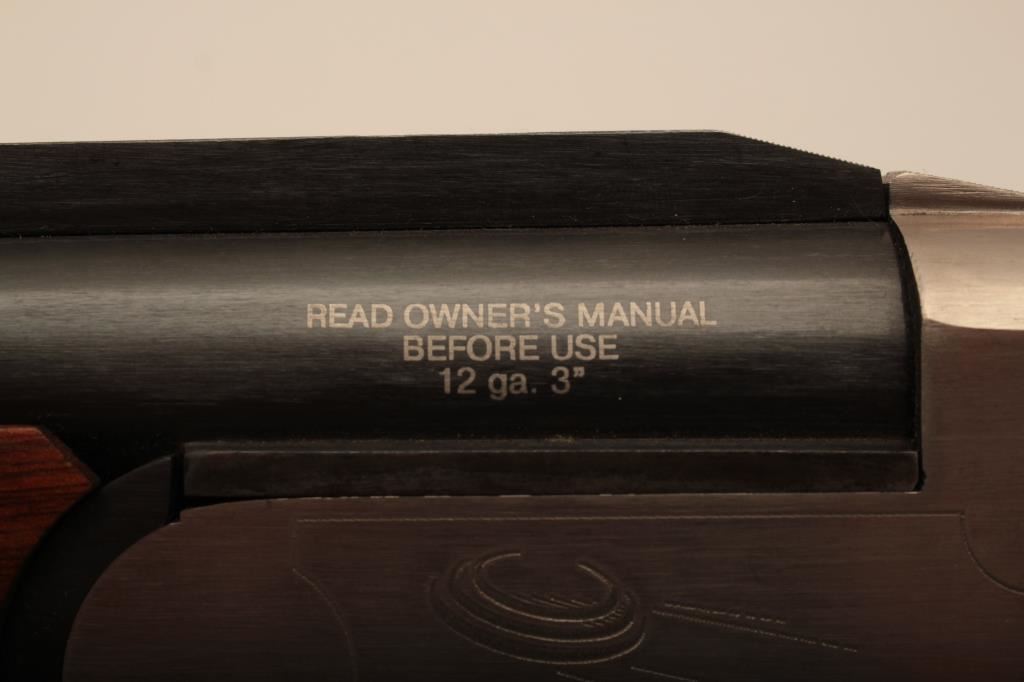 READ OWNER'S MANUAL
BEFORE USE
12 ga. 3”